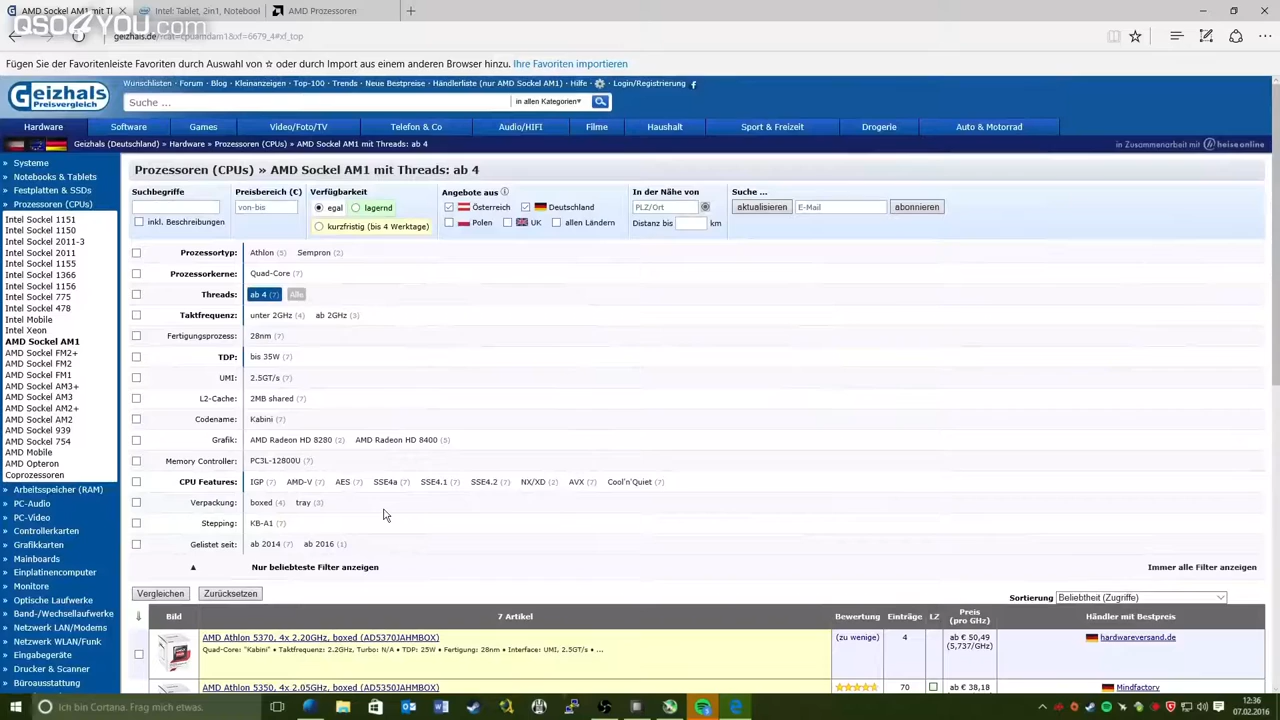 AMD Sockel AM1 mit Tl
Intel: Tablet, 2in1, Notebool
AMD Prozessoren
QSO4YOU.com
geizhals.de/?cat=cpuamdam1&xf=6679_4#xf_top
Fügen Sie der Favoritenleiste Favoriten durch Auswahl von ☆ oder durch Import aus einem anderen Browser hinzu. Ihre Favoriten importieren
Geizhals Preisvergleich
Wunschlisten · Forum · Blog · Kleinanzeigen · Top-100 · Trends · Neue Bestpreise · Händlerliste (nur AMD Sockel AM1) · Hilfe · Login/Registrierung
Suche ... in allen Kategorien
Hardware Software Games Video/Foto/TV Telefon & Co Audio/HIFI Filme Haushalt Sport & Freizeit Drogerie Auto & Motorrad
Geizhals (Deutschland) » Hardware » Prozessoren (CPUs) » AMD Sockel AM1 mit Threads: ab 4 in Zusammenarbeit mit heise online
» Systeme
» Notebooks & Tablets
» Festplatten & SSDs
» Prozessoren (CPUs)
Intel Sockel 1151
Intel Sockel 1150
Intel Sockel 2011-3
Intel Sockel 2011
Intel Sockel 1155
Intel Sockel 1366
Intel Sockel 1156
Intel Sockel 775
Intel Sockel 478
Intel Mobile
Intel Xeon
AMD Sockel AM1
AMD Sockel FM2+
AMD Sockel FM2
AMD Sockel FM1
AMD Sockel AM3+
AMD Sockel AM3
AMD Sockel AM2+
AMD Sockel AM2
AMD Sockel 939
AMD Sockel 754
AMD Mobile
AMD Opteron
Coprozessoren
» Arbeitsspeicher (RAM)
» PC-Audio
» PC-Video
» Controllerkarten
» Grafikkarten
» Mainboards
» Einplatinencomputer
» Monitore
» Optische Laufwerke
» Band-/Wechsellaufwerke
» Netzwerk LAN/Modems
» Netzwerk WLAN/Funk
» Eingabegeräte
» Drucker & Scanner
» Büroausstattung
Prozessoren (CPUs) » AMD Sockel AM1 mit Threads: ab 4
Suchbegriffe Preisbereich (€) Verfügbarkeit Angebote aus In der Nähe von Suche ...
von-bis egal lagernd Österreich Deutschland PLZ/Ort aktualisieren E-Mail abonnieren
inkl. Beschreibungen kurzfristig (bis 4 Werktage) Polen UK allen Ländern Distanz bis km
Prozessortyp: Athlon (5) Sempron (2)
Prozessorkerne: Quad-Core (7)
Threads: ab 4 (7) Alle
Taktfrequenz: unter 2GHz (4) ab 2GHz (3)
Fertigungsprozess: 28nm (7)
TDP: bis 35W (7)
UMI: 2.5GT/s (7)
L2-Cache: 2MB shared (7)
Codename: Kabini (7)
Grafik: AMD Radeon HD 8280 (2) AMD Radeon HD 8400 (5)
Memory Controller: PC3L-12800U (7)
CPU Features: IGP (7) AMD-V (7) AES (7) SSE4a (7) SSE4.1 (7) SSE4.2 (7) NX/XD (2) AVX (7) Cool'n'Quiet (7)
Verpackung: boxed (4) tray (3)
Stepping: KB-A1 (7)
Gelistet seit: ab 2014 (7) ab 2016 (1)
▲ Nur beliebteste Filter anzeigen Immer alle Filter anzeigen
Vergleichen Zurücksetzen Sortierung Beliebtheit (Zugriffe)
Bild 7 Artikel Bewertung Einträge LZ Preis (pro GHz) Händler mit Bestpreis
AMD Athlon 5370, 4x 2.20GHz, boxed (AD5370JAHMBOX) (zu wenige) 4 ab € 50,49 hardwareversand.de
Quad-Core: "Kabini" • Taktfrequenz: 2.2GHz, Turbo: N/A • TDP: 25W • Fertigung: 28nm • Interface: UMI, 2.5GT/s • ... (5,737/GHz)
AMD Athlon 5350, 4x 2.05GHz, boxed (AD5350JAHMBOX) 70 ab € 38,18 Mindfactory
Ich bin Cortana. Frag mich etwas.
12:36
07.02.2016